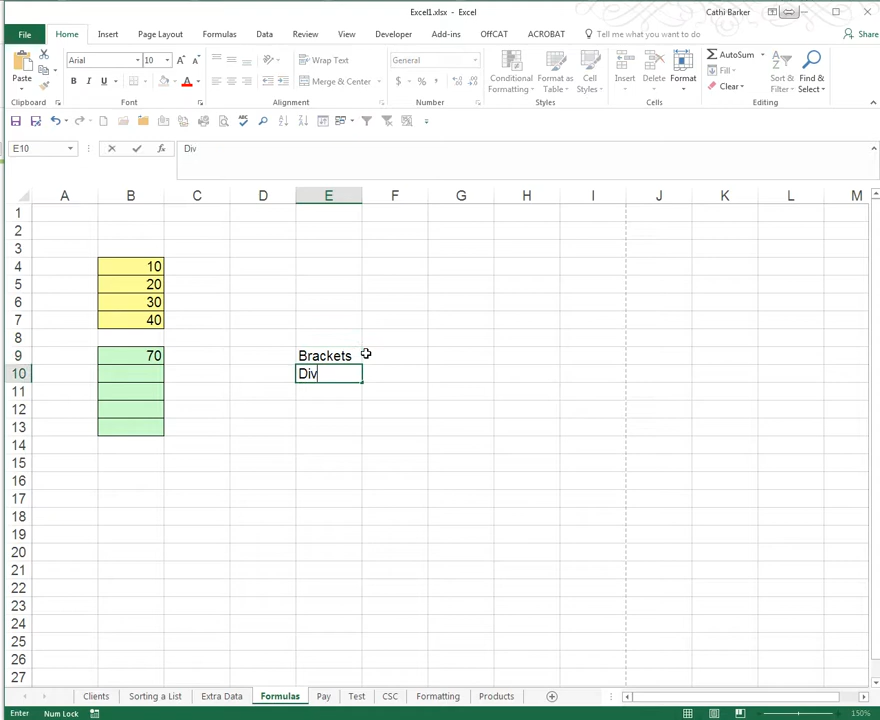 Excel1.xlsx - Excel
Cathi Barker
File Home Insert Page Layout Formulas Data Review View Developer Add-ins OffCAT ACROBAT Tell me what you want to do Share
Paste
Arial 10
B I U
Wrap Text
Merge & Center
General
$ % ,
Conditional Formatting
Format as Table
Cell Styles
Insert
Delete
Format
AutoSum
Fill
Clear
Sort & Filter
Find & Select
Clipboard Font Alignment Number Styles Cells Editing
E10 fx Div
A B C D E F G H I J K L M
1
2
3
4 10
5 20
6 30
7 40
8
9 70 Brackets
10 Div
11
12
13
14
15
16
17
18
19
20
21
22
23
24
25
26
27
Clients Sorting a List Extra Data Formulas Pay Test CSC Formatting Products
Enter Num Lock 150%